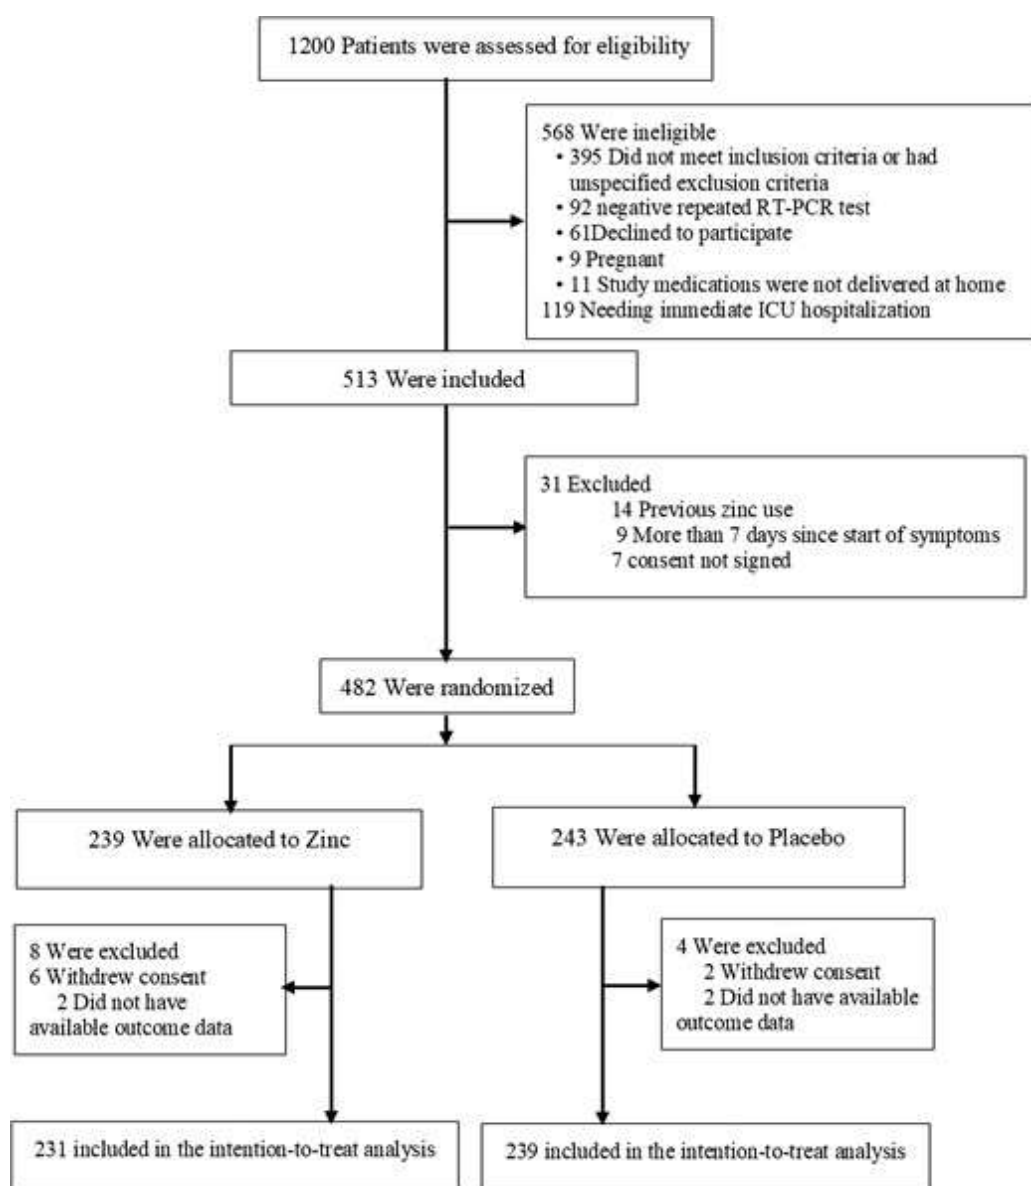 1200 Patients were assessed for eligibility
568 Were ineligible
• 395 Did not meet inclusion criteria or had
unspecified exclusion criteria
• 92 negative repeated RT-PCR test
• 61Declined to participate
• 9 Pregnant
• 11 Study medications were not delivered at home
119 Needing immediate ICU hospitalization
513 Were included
31 Excluded
14 Previous zinc use
9 More than 7 days since start of symptoms
7 consent not signed
482 Were randomized
239 Were allocated to Zinc
243 Were allocated to Placebo
8 Were excluded
6 Withdrew consent
2 Did not have
available outcome data
4 Were excluded
2 Withdrew consent
2 Did not have available
outcome data
231 included in the intention-to-treat analysis
239 included in the intention-to-treat analysis